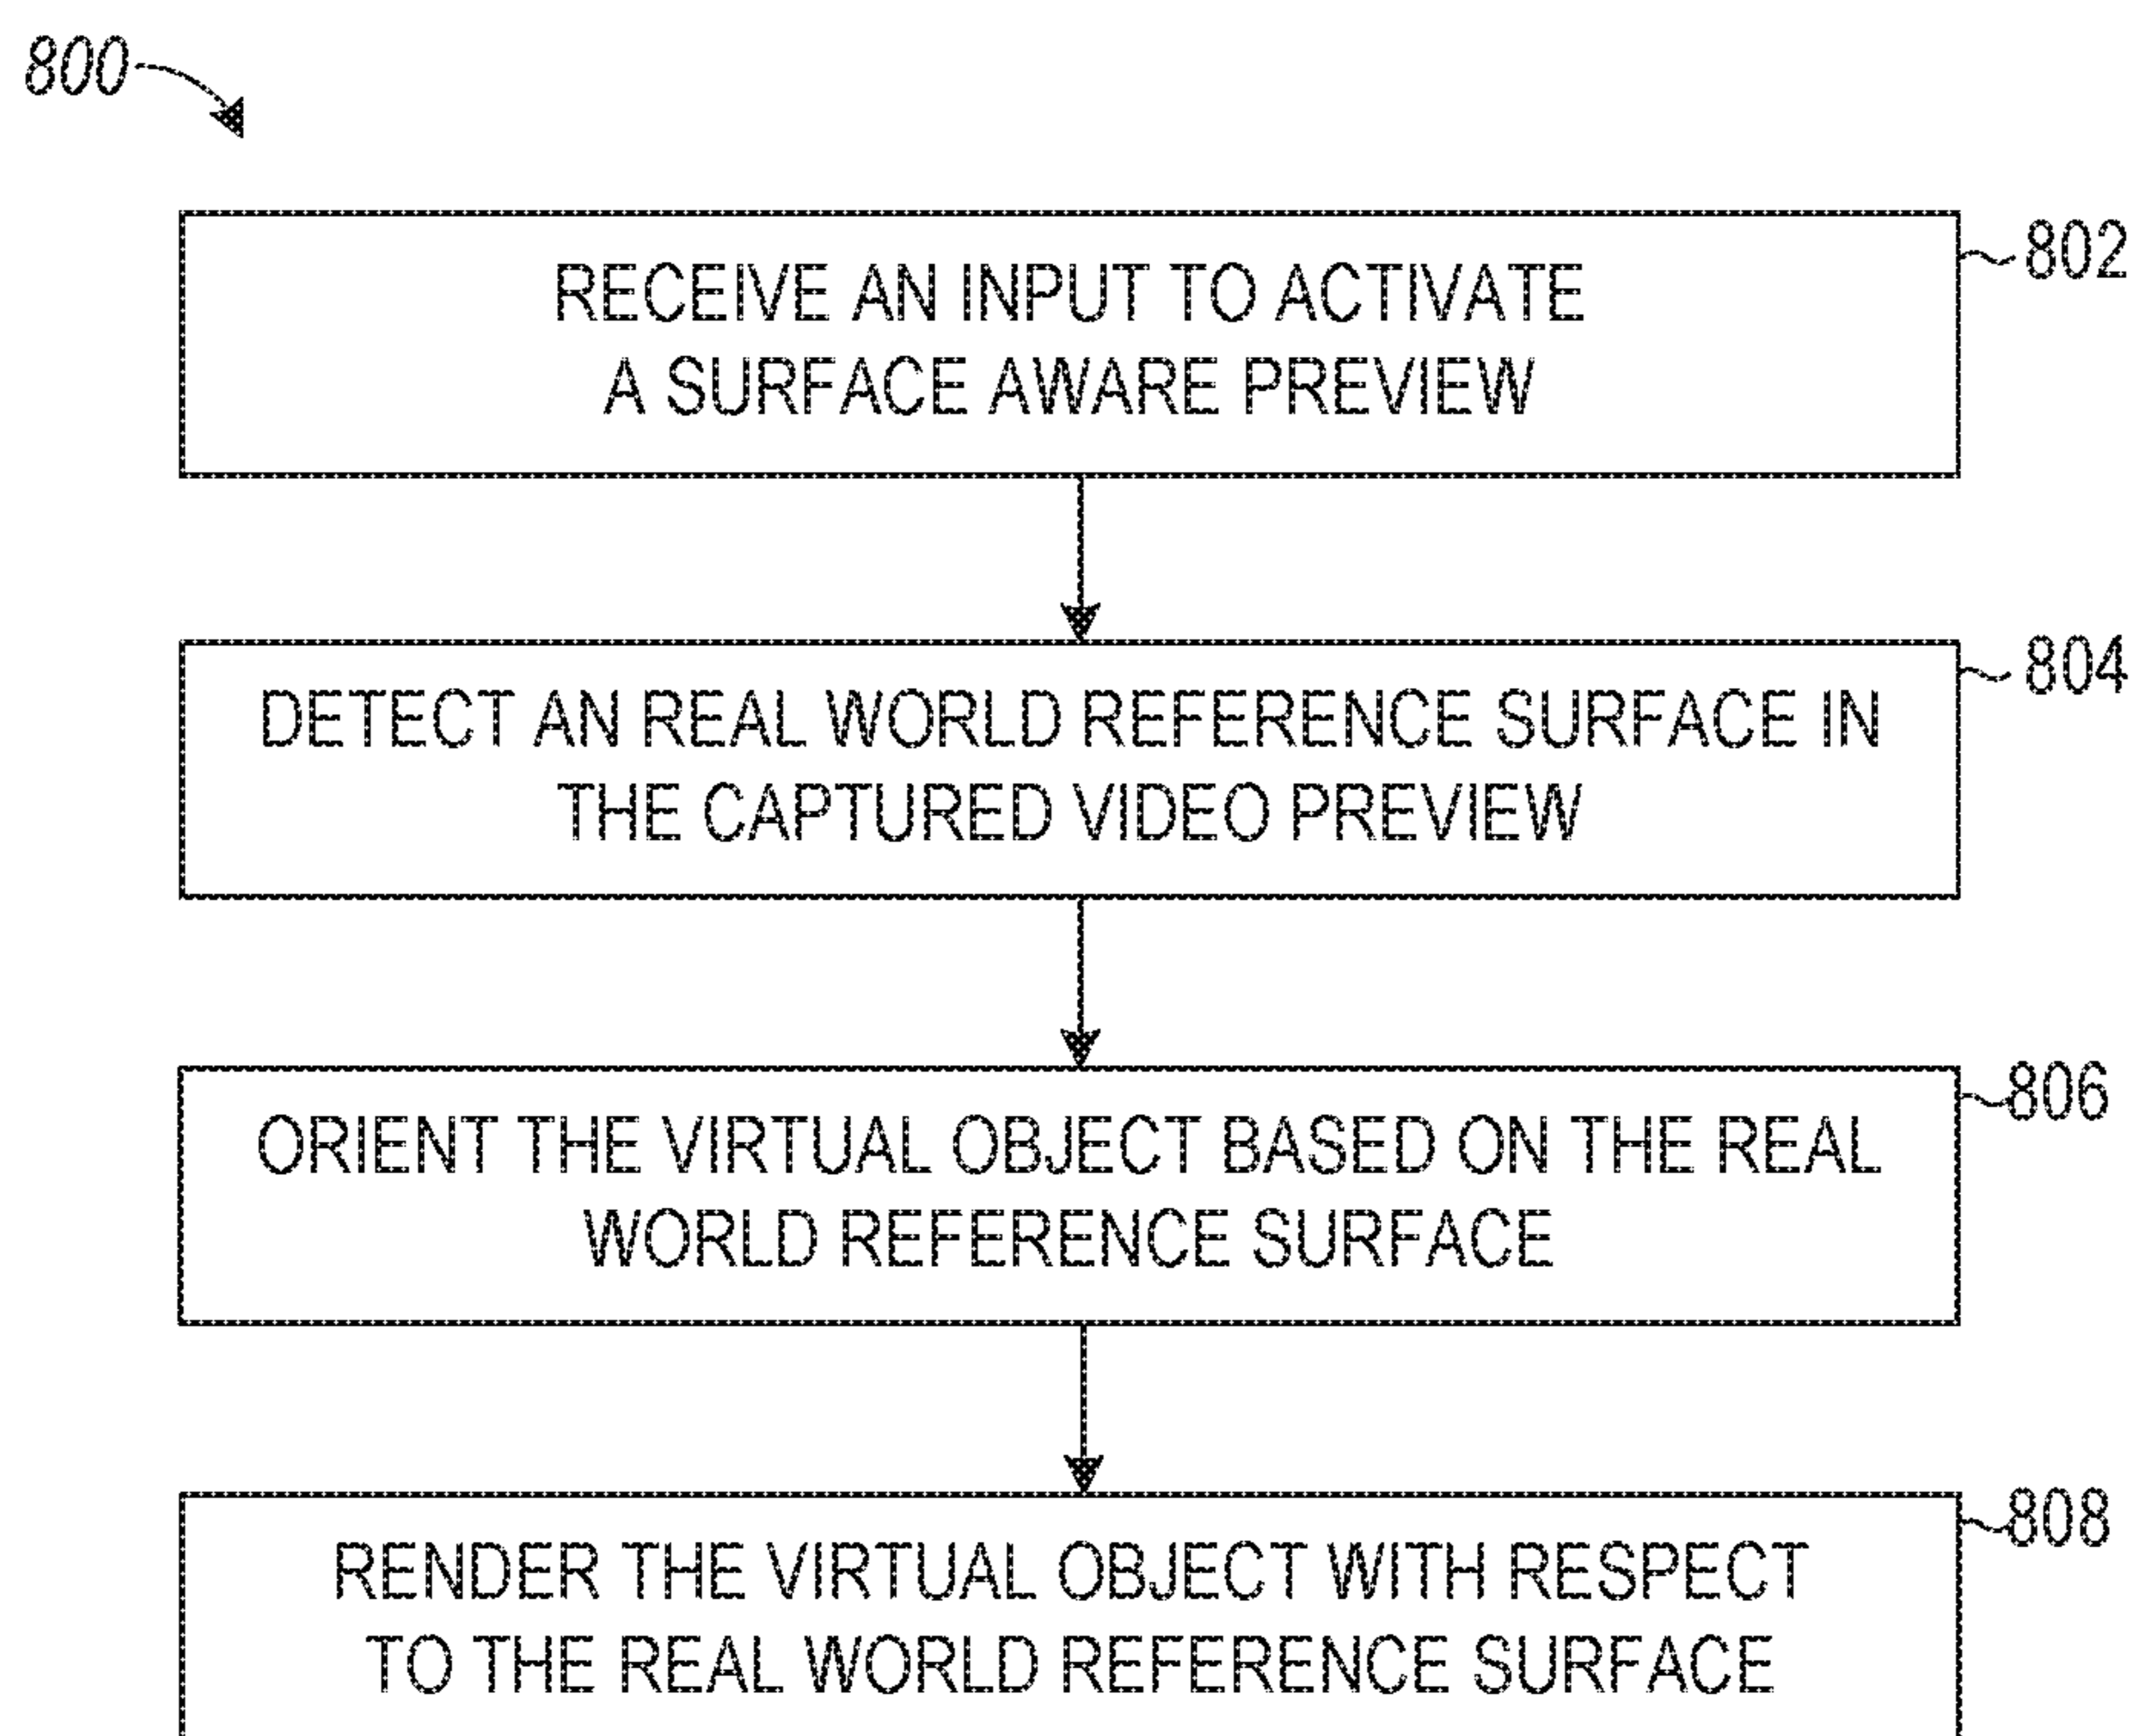 800
RECEIVE AN INPUT TO ACTIVATE
A SURFACE AWARE PREVIEW
802
DETECT AN REAL WORLD REFERENCE SURFACE IN
THE CAPTURED VIDEO PREVIEW
804
ORIENT THE VIRTUAL OBJECT BASED ON THE REAL
WORLD REFERENCE SURFACE
806
RENDER THE VIRTUAL OBJECT WITH RESPECT
TO THE REAL WORLD REFERENCE SURFACE
808